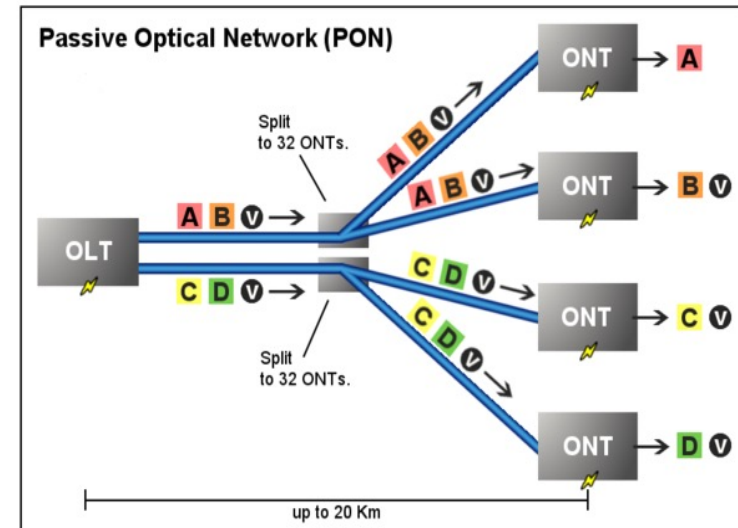 Passive Optical Network (PON)
ONT
A
Split
to 32 ONTs.
A B V
A B V
ONT
B V
A B V
OLT
C D V
C D V
ONT
C V
C D V
Split
to 32 ONTs.
ONT
D V
up to 20 Km